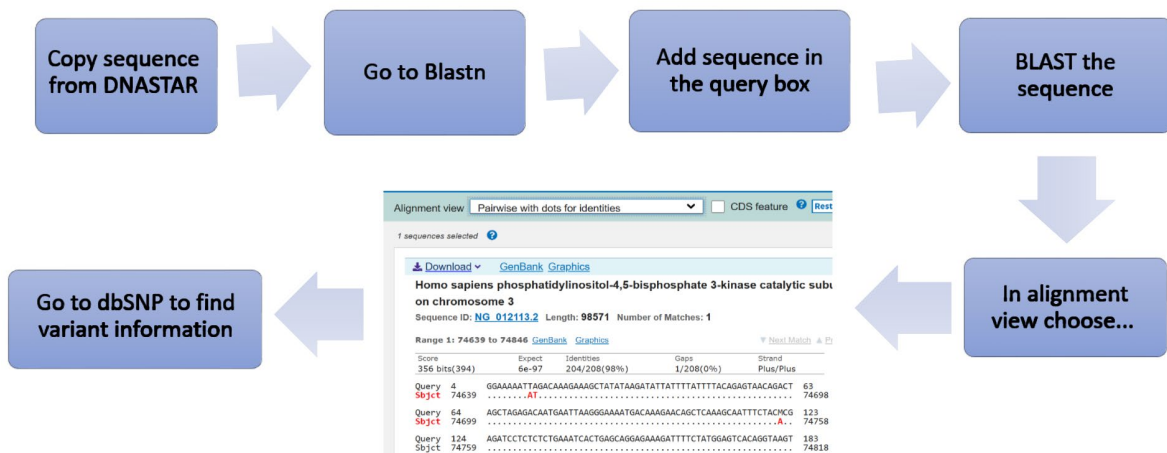 Copy sequence
from DNASTAR
Go to Blastn
Add sequence in
the query box
BLAST the
sequence
In alignment
view choose...
Alignment view Pairwise with dots for identities CDS feature Rest
1 sequences selected
Download GenBank Graphics
Homo sapiens phosphatidylinositol-4,5-bisphosphate 3-kinase catalytic subu
on chromosome 3
Sequence ID: NG_012113.2 Length: 98571 Number of Matches: 1
Range 1: 74639 to 74846 GenBank Graphics Next Match
Score Expect Identities Gaps Strand
356 bits(394) 6e-97 204/208(98%) 1/208(0%) Plus/Plus
Query 4 GGAAAAATTAGACAAAGAAAGCTATATAAGATATTATTTTATTTTACAGAGTAACAGACT 63
Sbjct 74639 ........AT.................................................. 74698
Query 64 AGCTAGAGACAATGAATTAAGGGAAAATGACAAAGAACAGCTCAAAGCAATTTCTACMCG 123
Sbjct 74699 .........................................................A.. 74758
Query 124 AGATCCTCTCTCTGAAATCACTGAGCAGGAGAAAGATTTTCTATGGAGTCACAGGTAAGT 183
Sbjct 74759 ............................................................ 74818
Go to dbSNP to find
variant information